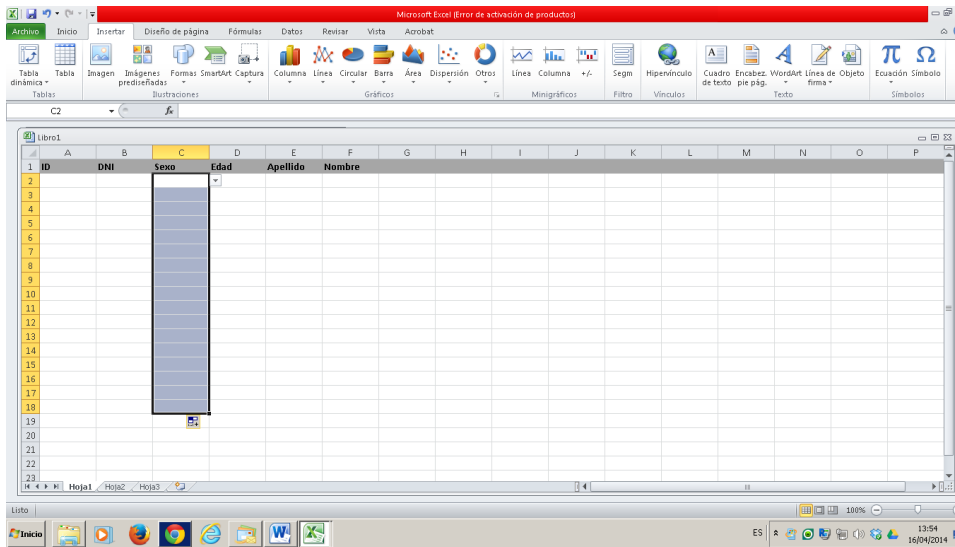 Microsoft Excel (Error de activación de productos)
Archivo Inicio Insertar Diseño de página Fórmulas Datos Revisar Vista Acrobat
Tabla dinámica Tabla Imagen Imágenes prediseñadas Formas SmartArt Captura Columna Línea Circular Barra Área Dispersión Otros Línea Columna +/- Segm Hipervínculo Cuadro de texto Encabez. pie pág. WordArt Línea de firma Objeto Ecuación Símbolo
Tablas Ilustraciones Gráficos Minigráficos Filtro Vínculos Texto Símbolos
C2 fx
Libro1
A B C D E F G H I J K L M N O P
1 ID DNI Sexo Edad Apellido Nombre
2
3
4
5
6
7
8
9
10
11
12
13
14
15
16
17
18
19
20
21
22
23
Hoja1 Hoja2 Hoja3
Listo 100%
Inicio ES 13:54
16/04/2014